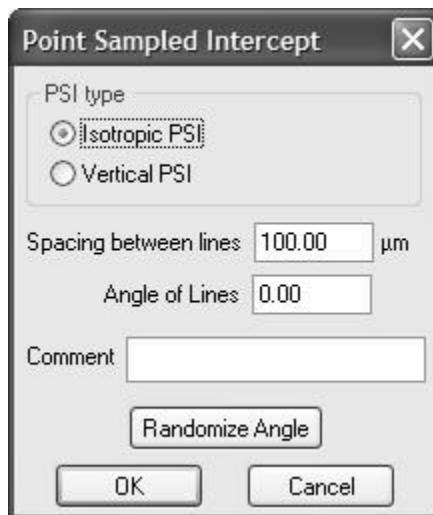 Point Sampled Intercept
PSI type
Isotropic PSI
Vertical PSI
Spacing between lines 100.00 µm
Angle of Lines 0.00
Comment
Randomize Angle
OK Cancel